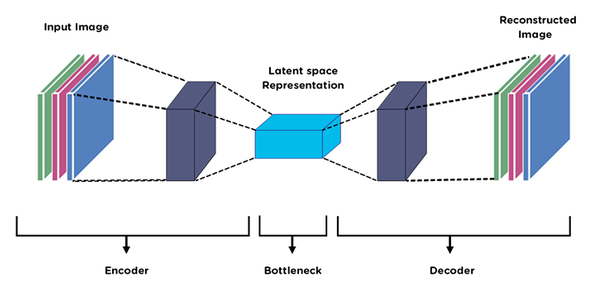 Input Image
Reconstructed
Image
Latent space
Representation
Encoder
Bottleneck
Decoder